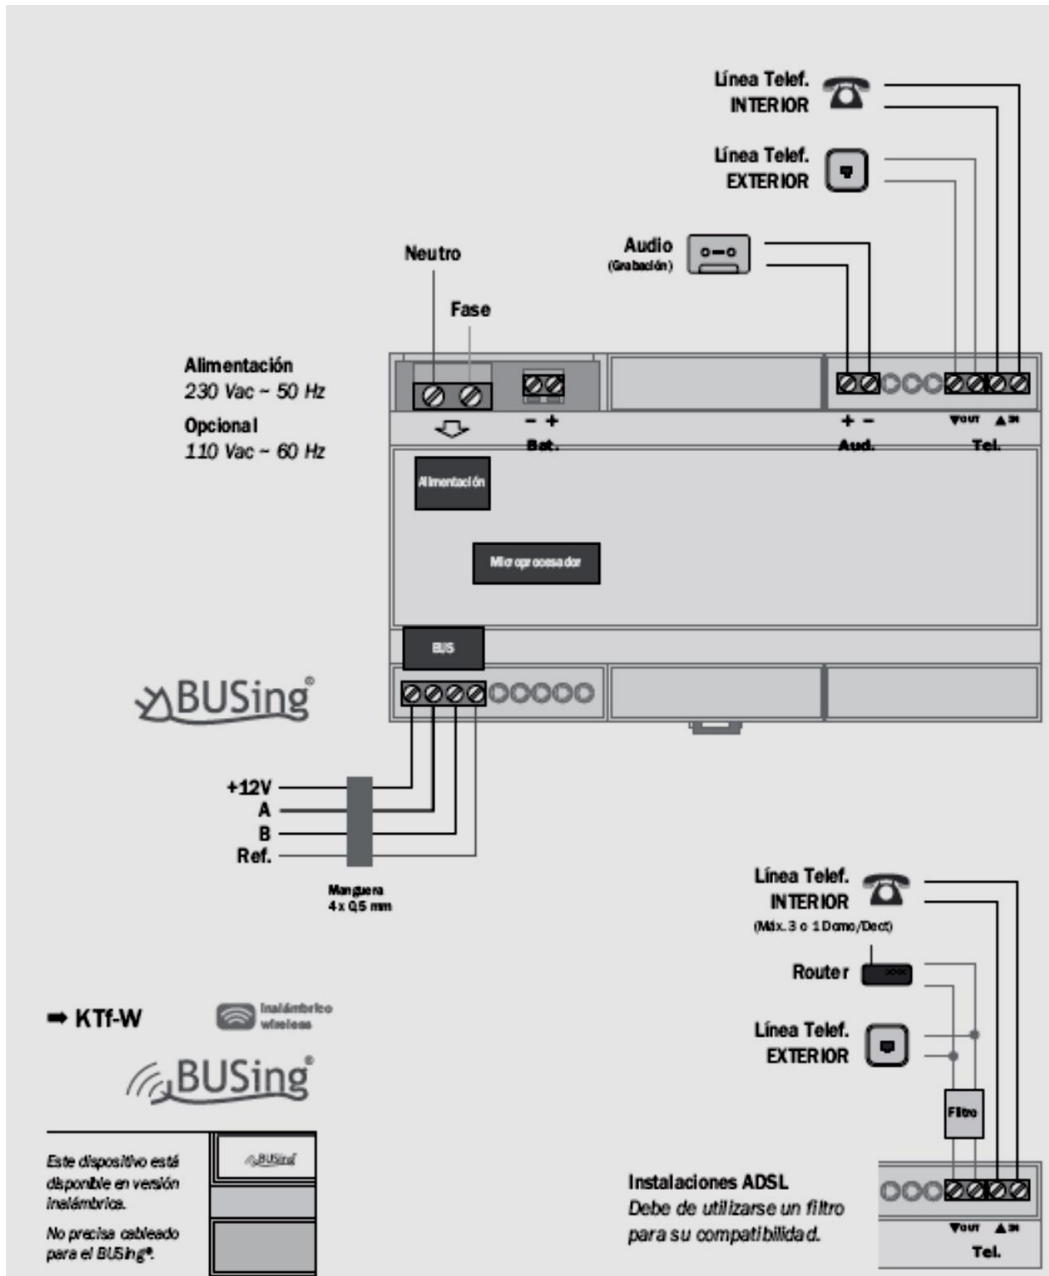 Línea Telef.
INTERIOR
Línea Telef.
EXTERIOR
Audio
(Grabación)
Neutro
Fase
Alimentación
230 Vac ~ 50 Hz
Opcional
110 Vac ~ 60 Hz
- +
Bat.
+ -
Aud.
▼OUT ▲IN
Tel.
Alimentación
Microprocesador
BUS
BUSing®
+12V
A
B
Ref.
Manguera
4 x 0,5 mm
Línea Telef.
INTERIOR
(Máx. 3 o 1 Domo/Dect)
Router
Línea Telef.
EXTERIOR
Filtro
➡ KTf-W
Inalámbrico
wireless
BUSing®
Este dispositivo está
disponible en versión
inalámbrica.
No precisa cableado
para el BUSing®.
BUSing
Instalaciones ADSL
Debe de utilizarse un filtro
para su compatibilidad.
▼OUT ▲IN
Tel.